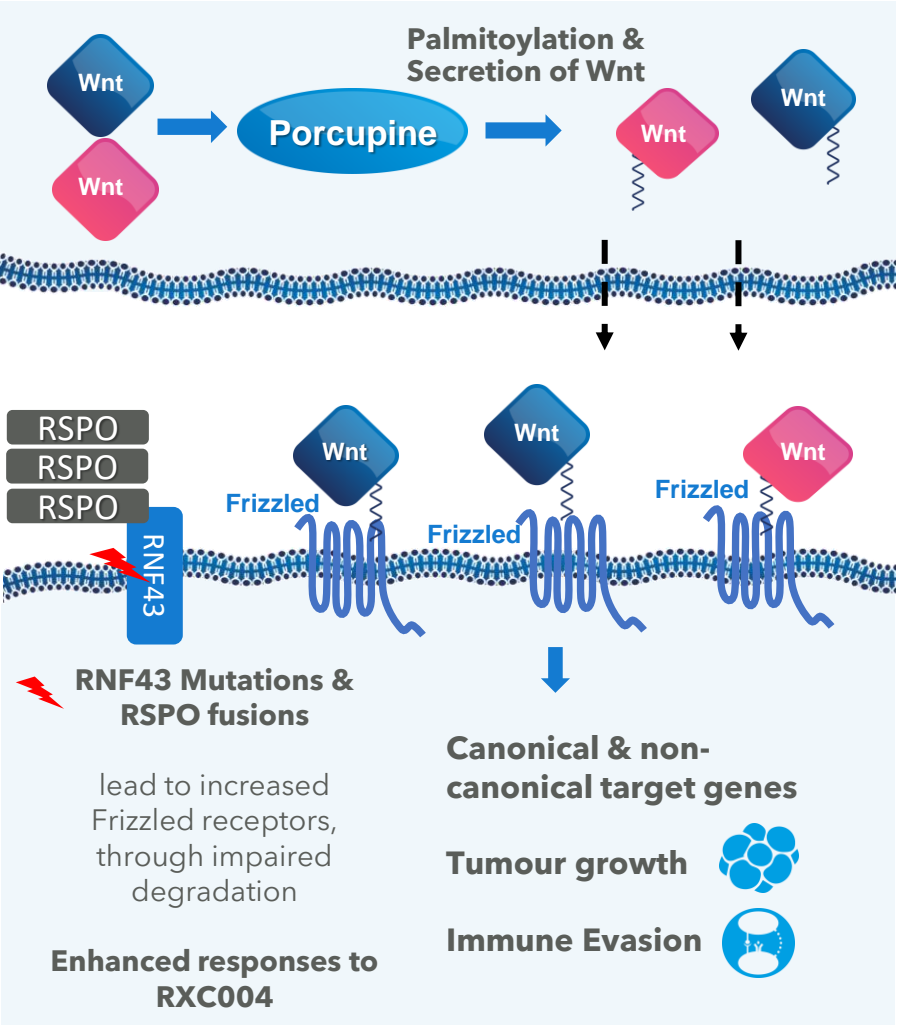 Palmitoylation &
Secretion of Wnt
Wnt
Wnt
Porcupine
Wnt
Wnt
RSPO
RSPO
RSPO
RNF43
Wnt
Frizzled
Wnt
Frizzled
Wnt
Frizzled
RNF43 Mutations &
RSPO fusions
lead to increased
Frizzled receptors,
through impaired
degradation
Enhanced responses to
RXC004
Canonical & non-
canonical target genes
Tumour growth
Immune Evasion